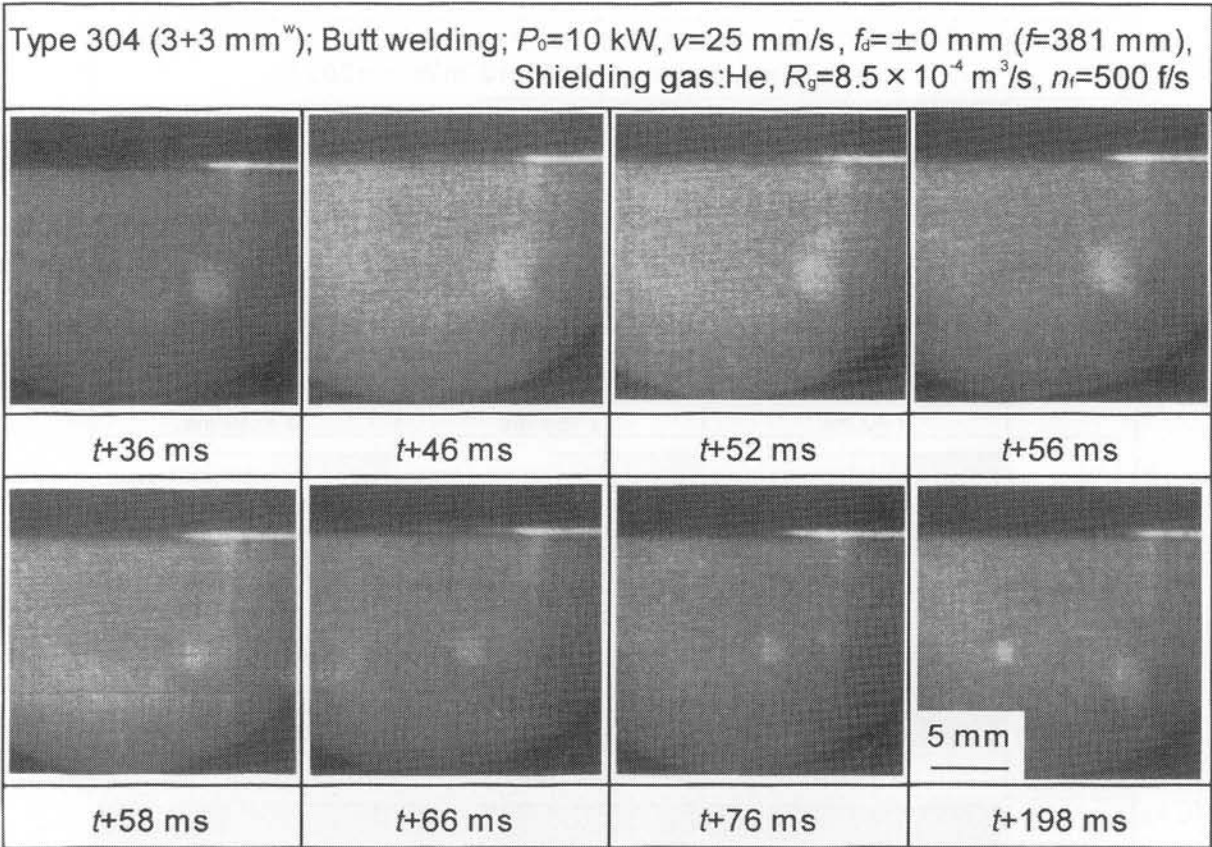 Type 304 (3+3 mmʷ); Butt welding; P₀=10 kW, v=25 mm/s, f_d=±0 mm (f=381 mm),
Shielding gas:He, R_g=8.5×10⁻⁴ m³/s, n_f=500 f/s
t+36 ms
t+46 ms
t+52 ms
t+56 ms
t+58 ms
t+66 ms
t+76 ms
5 mm
t+198 ms